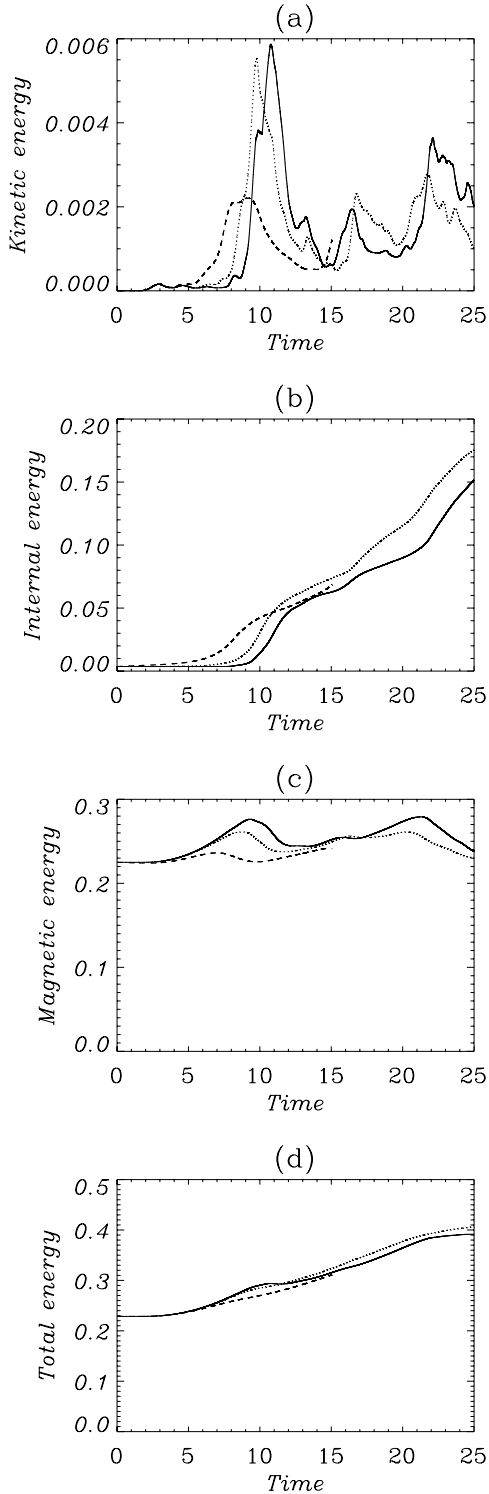 (a)
0.006
0.004
0.002
0.000
Kinetic energy
0 5 10 15 20 25
Time
(b)
0.20
0.15
0.10
0.05
0.00
Internal energy
0 5 10 15 20 25
Time
(c)
0.3
0.2
0.1
0.0
Magnetic energy
0 5 10 15 20 25
Time
(d)
0.5
0.4
0.3
0.2
0.1
0.0
Total energy
0 5 10 15 20 25
Time